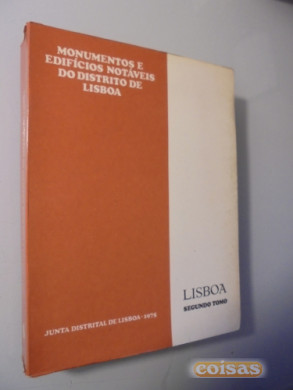 MONUMENTOS E
EDIFÍCIOS NOTÁVEIS
DO DISTRITO DE
LISBOA
LISBOA
SEGUNDO TOMO
JUNTA DISTRITAL DE LISBOA · 1975
coisas